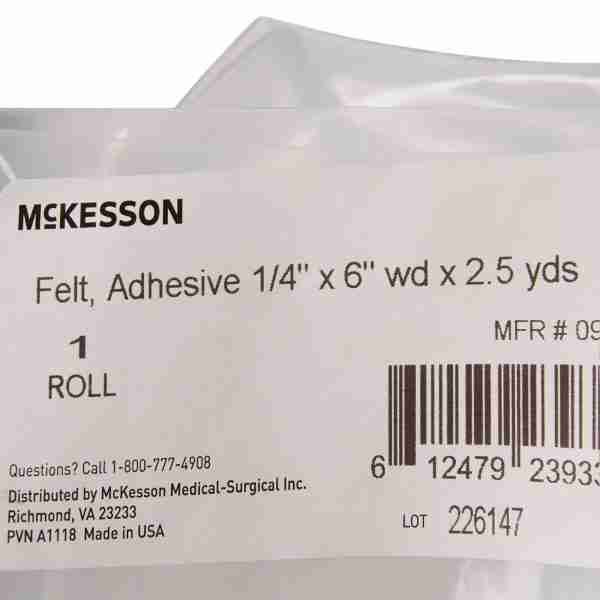 MCKESSON
Felt, Adhesive 1/4" x 6" wd x 2.5 yds
MFR # 09
1
ROLL
6 12479 23933
Questions? Call 1-800-777-4908
Distributed by McKesson Medical-Surgical Inc.
Richmond, VA 23233
PVN A1118 Made in USA
LOT 226147